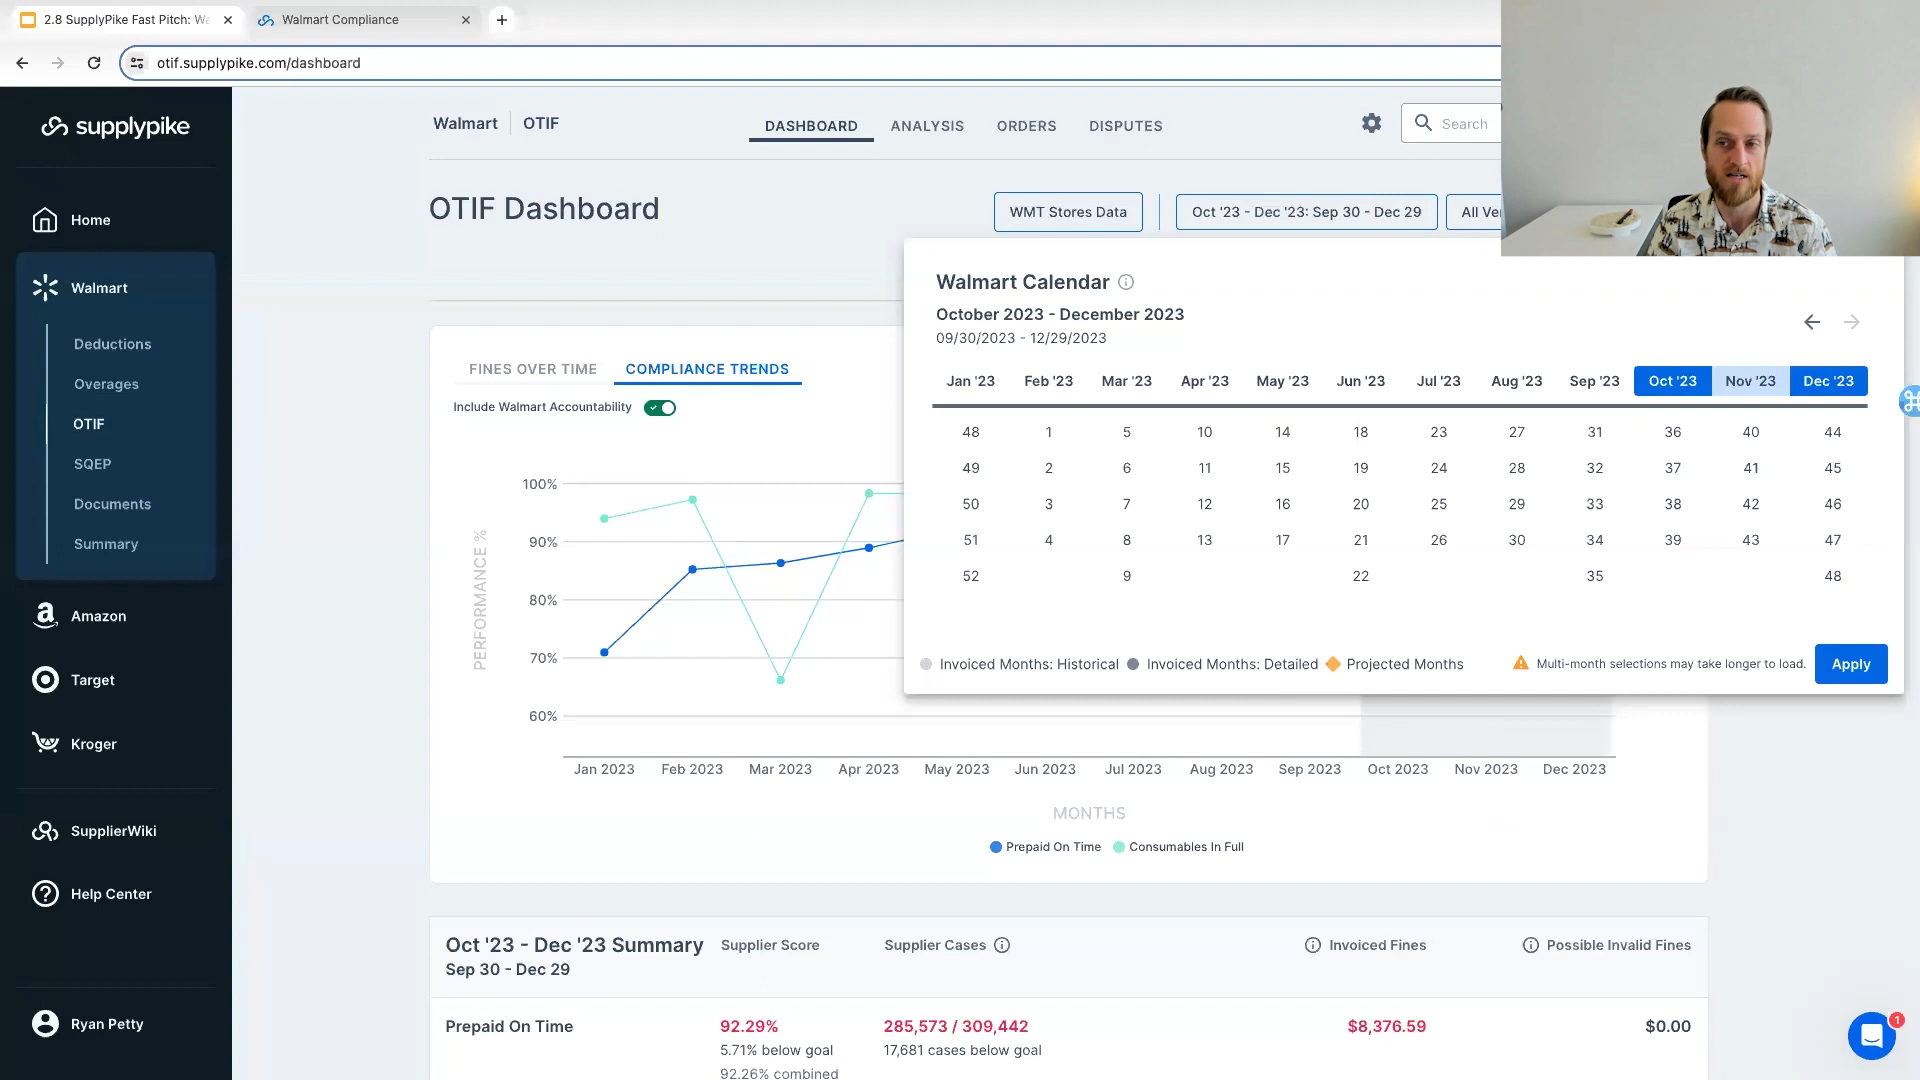 2.8 SupplyPike Fast Pitch: Wa
Walmart Compliance
otif.supplypike.com/dashboard
supplypike
Home
Walmart
Deductions
Overages
OTIF
SQEP
Documents
Summary
Amazon
Target
Kroger
SupplierWiki
Help Center
Ryan Petty
Walmart OTIF
DASHBOARD ANALYSIS ORDERS DISPUTES
Search
OTIF Dashboard
WMT Stores Data
Oct '23 - Dec '23: Sep 30 - Dec 29
All Ve
Walmart Calendar
October 2023 - December 2023
09/30/2023 - 12/29/2023
Jan '23 Feb '23 Mar '23 Apr '23 May '23 Jun '23 Jul '23 Aug '23 Sep '23 Oct '23 Nov '23 Dec '23
48 1 5 10 14 18 23 27 31 36 40 44
49 2 6 11 15 19 24 28 32 37 41 45
50 3 7 12 16 20 25 29 33 38 42 46
51 4 8 13 17 21 26 30 34 39 43 47
52 9 22 35 48
Invoiced Months: Historical Invoiced Months: Detailed Projected Months
Multi-month selections may take longer to load.
Apply
FINES OVER TIME COMPLIANCE TRENDS
Include Walmart Accountability
PERFORMANCE %
100%
90%
80%
70%
60%
Jan 2023 Feb 2023 Mar 2023 Apr 2023 May 2023 Jun 2023 Jul 2023 Aug 2023 Sep 2023 Oct 2023 Nov 2023 Dec 2023
MONTHS
Prepaid On Time Consumables In Full
Oct '23 - Dec '23 Summary Supplier Score Supplier Cases Invoiced Fines Possible Invalid Fines
Sep 30 - Dec 29
Prepaid On Time 92.29% 285,573 / 309,442 $8,376.59 $0.00
5.71% below goal 17,681 cases below goal
92.26% combined
1